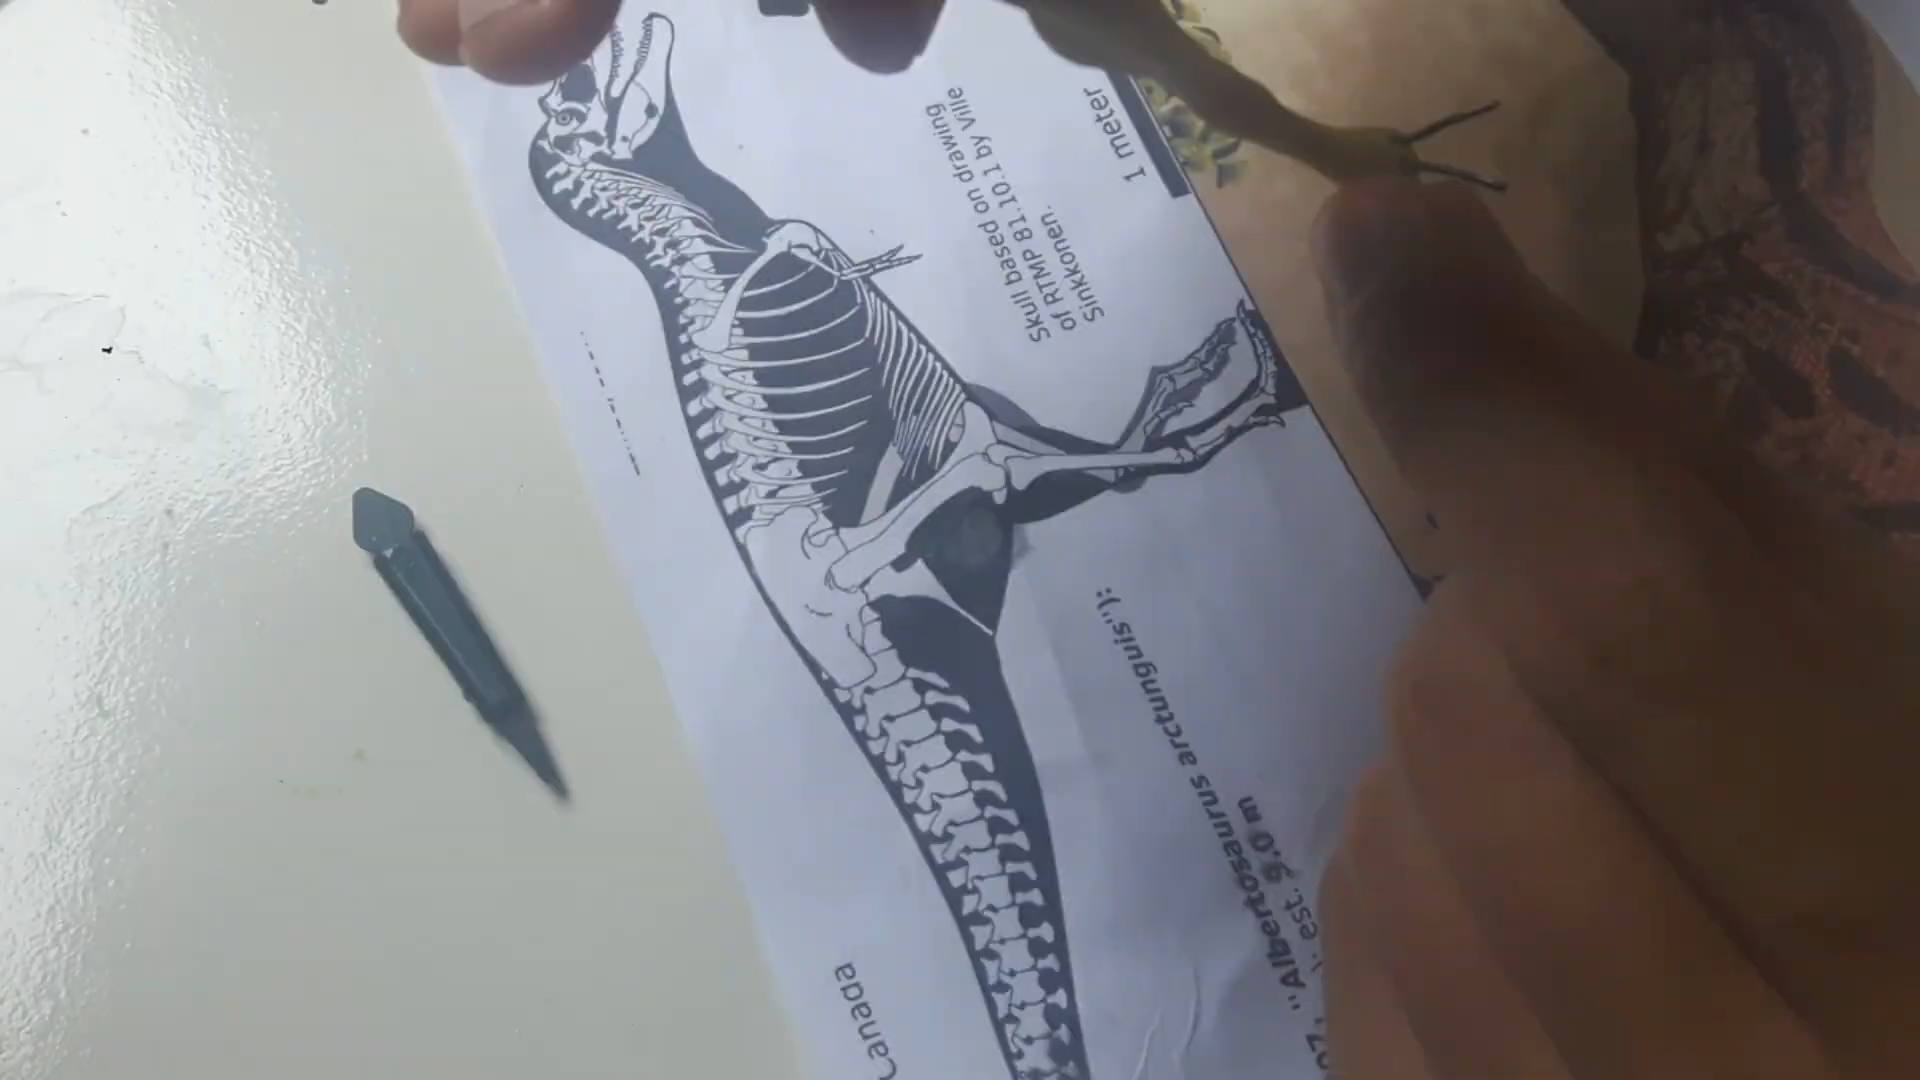 Skull based on drawing
of RTMP 81.10.1 by Ville
Sinkkonen.
1 meter
"Albertosaurus arctunguis"):
est. 9,0 m
Canada